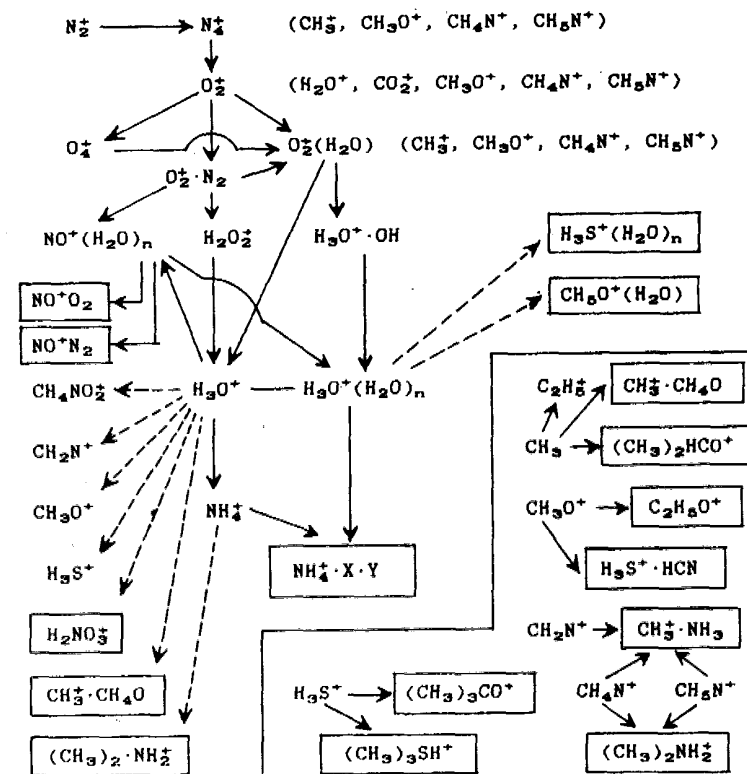 N₂⁺ N₄⁺ (CH₃⁺, CH₃O⁺, CH₄N⁺, CH₅N⁺)
O₂⁺ (H₂O⁺, CO₂⁺, CH₃O⁺, CH₄N⁺, CH₅N⁺)
O₄⁺ O₂⁺(H₂O) (CH₃⁺, CH₃O⁺, CH₄N⁺, CH₅N⁺)
O₂⁺·N₂
NO⁺(H₂O)ₙ H₂O₂⁺ H₃O⁺·OH H₃S⁺(H₂O)ₙ
NO⁺O₂ CH₅O⁺(H₂O)
NO⁺N₂
CH₄NO₂⁺ H₃O⁺ H₃O⁺(H₂O)ₙ C₂H₅⁺ CH₃⁺·CH₄O
CH₂N⁺ CH₃ (CH₃)₂HCO⁺
CH₃O⁺ NH₄⁺ CH₃O⁺ C₂H₅O⁺
H₃S⁺ NH₄⁺·X·Y H₃S⁺·HCN
H₂NO₃⁺ CH₂N⁺ CH₃⁺·NH₃
CH₃⁺·CH₄O H₃S⁺ (CH₃)₃CO⁺ CH₄N⁺ CH₅N⁺
(CH₃)₂·NH₂⁺ (CH₃)₃SH⁺ (CH₃)₂NH₂⁺